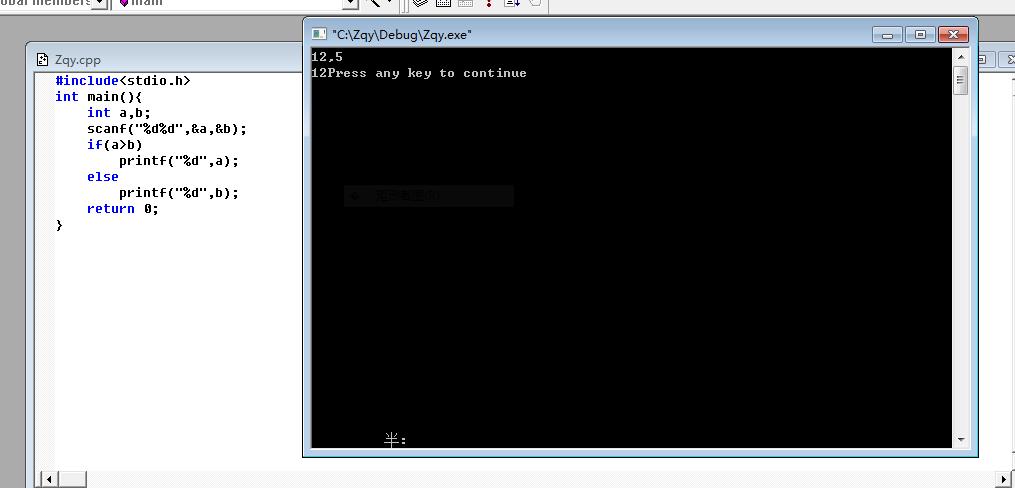 main
"C:\Zqy\Debug\Zqy.exe"
Zqy.cpp
#include<stdio.h>
int main(){
int a,b;
scanf("%d%d",&a,&b);
if(a>b)
printf("%d",a);
else
printf("%d",b);
return 0;
}
12,5
12Press any key to continue
半: